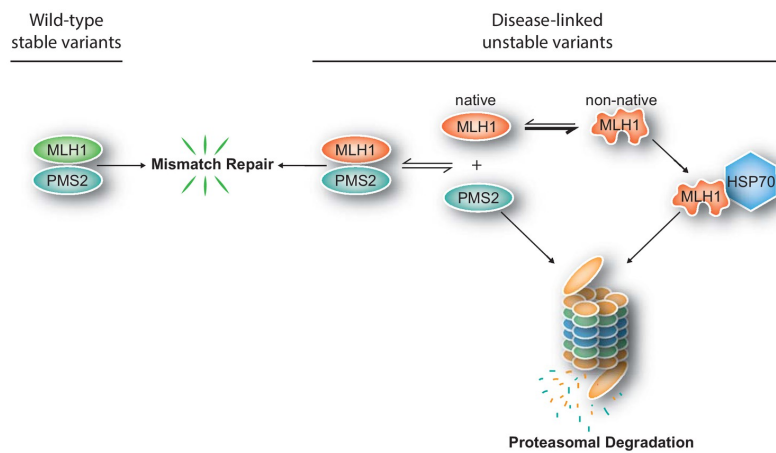 Wild-type
stable variants
Disease-linked
unstable variants
native
non-native
MLH1
MLH1
MLH1
MLH1
PMS2
Mismatch Repair
PMS2
+
PMS2
MLH1
HSP70
Proteasomal Degradation